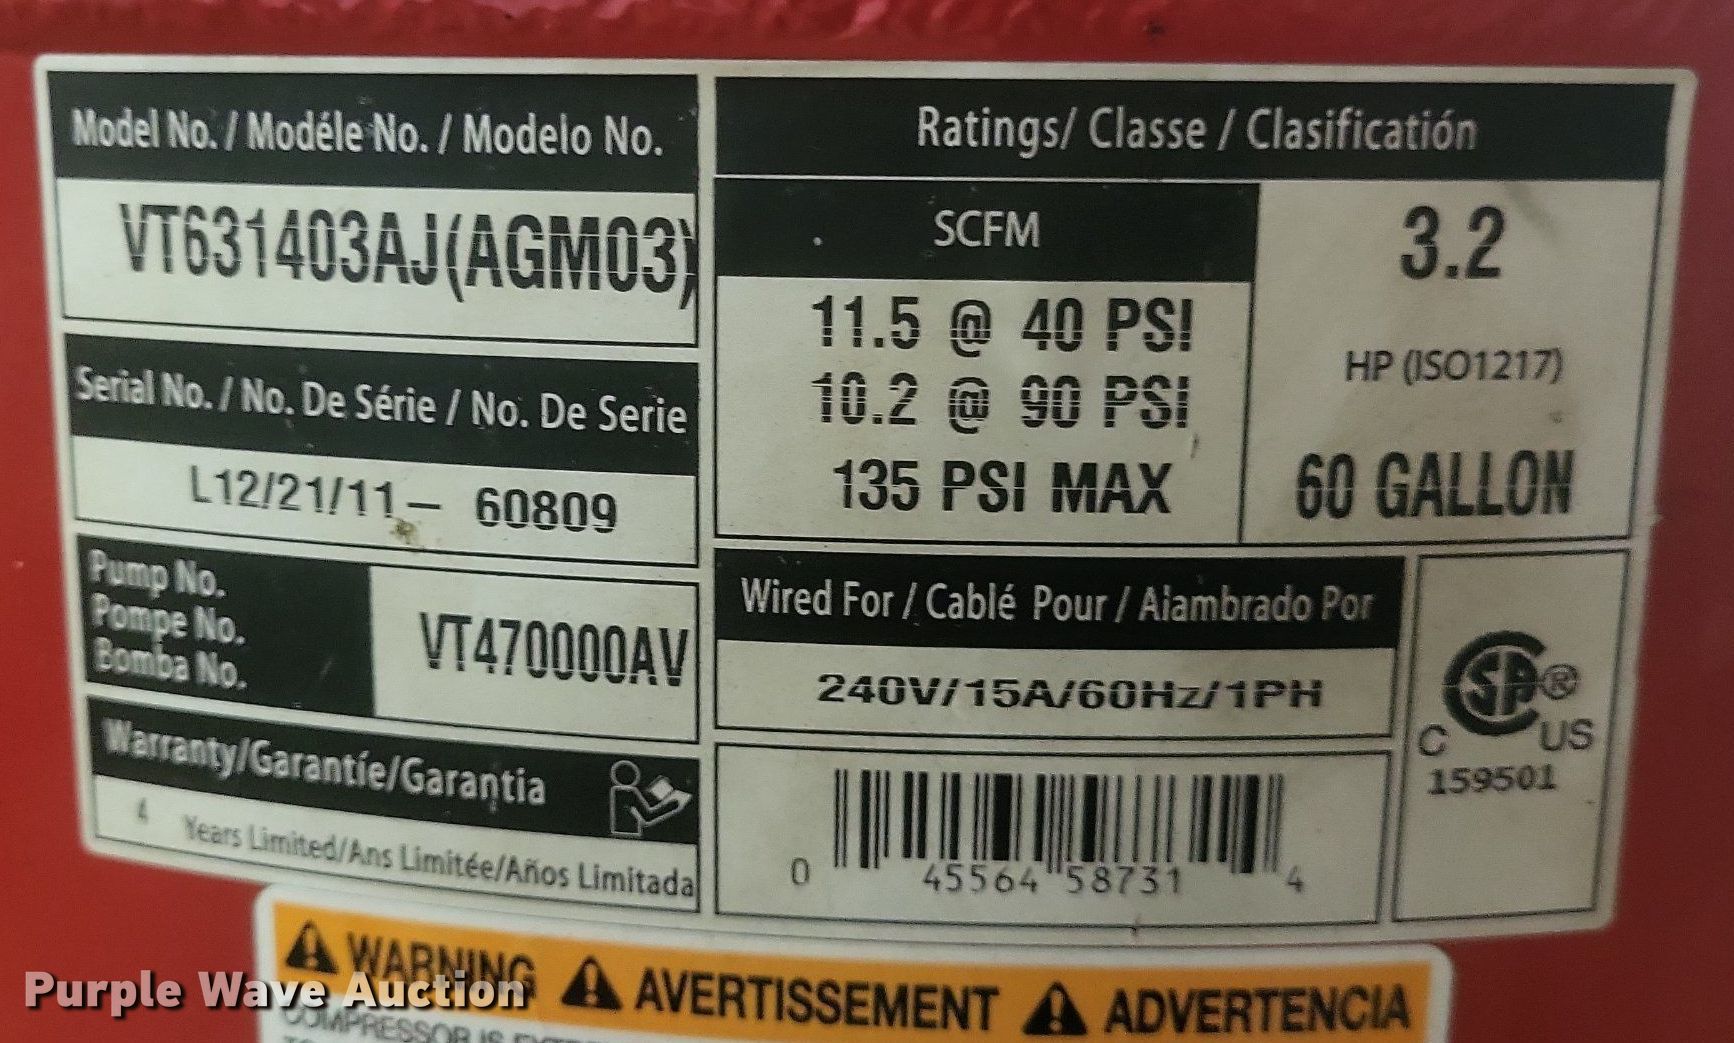 Model No. / Modéle No. / Modelo No.
VT631403AJ(AGM03)
Serial No. / No. De Série / No. De Serie
L12/21/11 - 60809
Pump No.
Pompe No.
Bomba No.
VT470000AV
Warranty/Garantíe/Garantia
4 Years Limited/Ans Limitée/Años Limitada
Ratings/ Classe / Clasificatión
SCFM
11.5 @ 40 PSI
10.2 @ 90 PSI
135 PSI MAX
3.2
HP (ISO1217)
60 GALLON
Wired For / Cablé Pour / Alambrado Por
240V/15A/60Hz/1PH
0 45564 58731 4
CSA®
C US
159501
WARNING AVERTISSEMENT ADVERTENCIA
COMPRESSOR IS
Purple Wave Auction